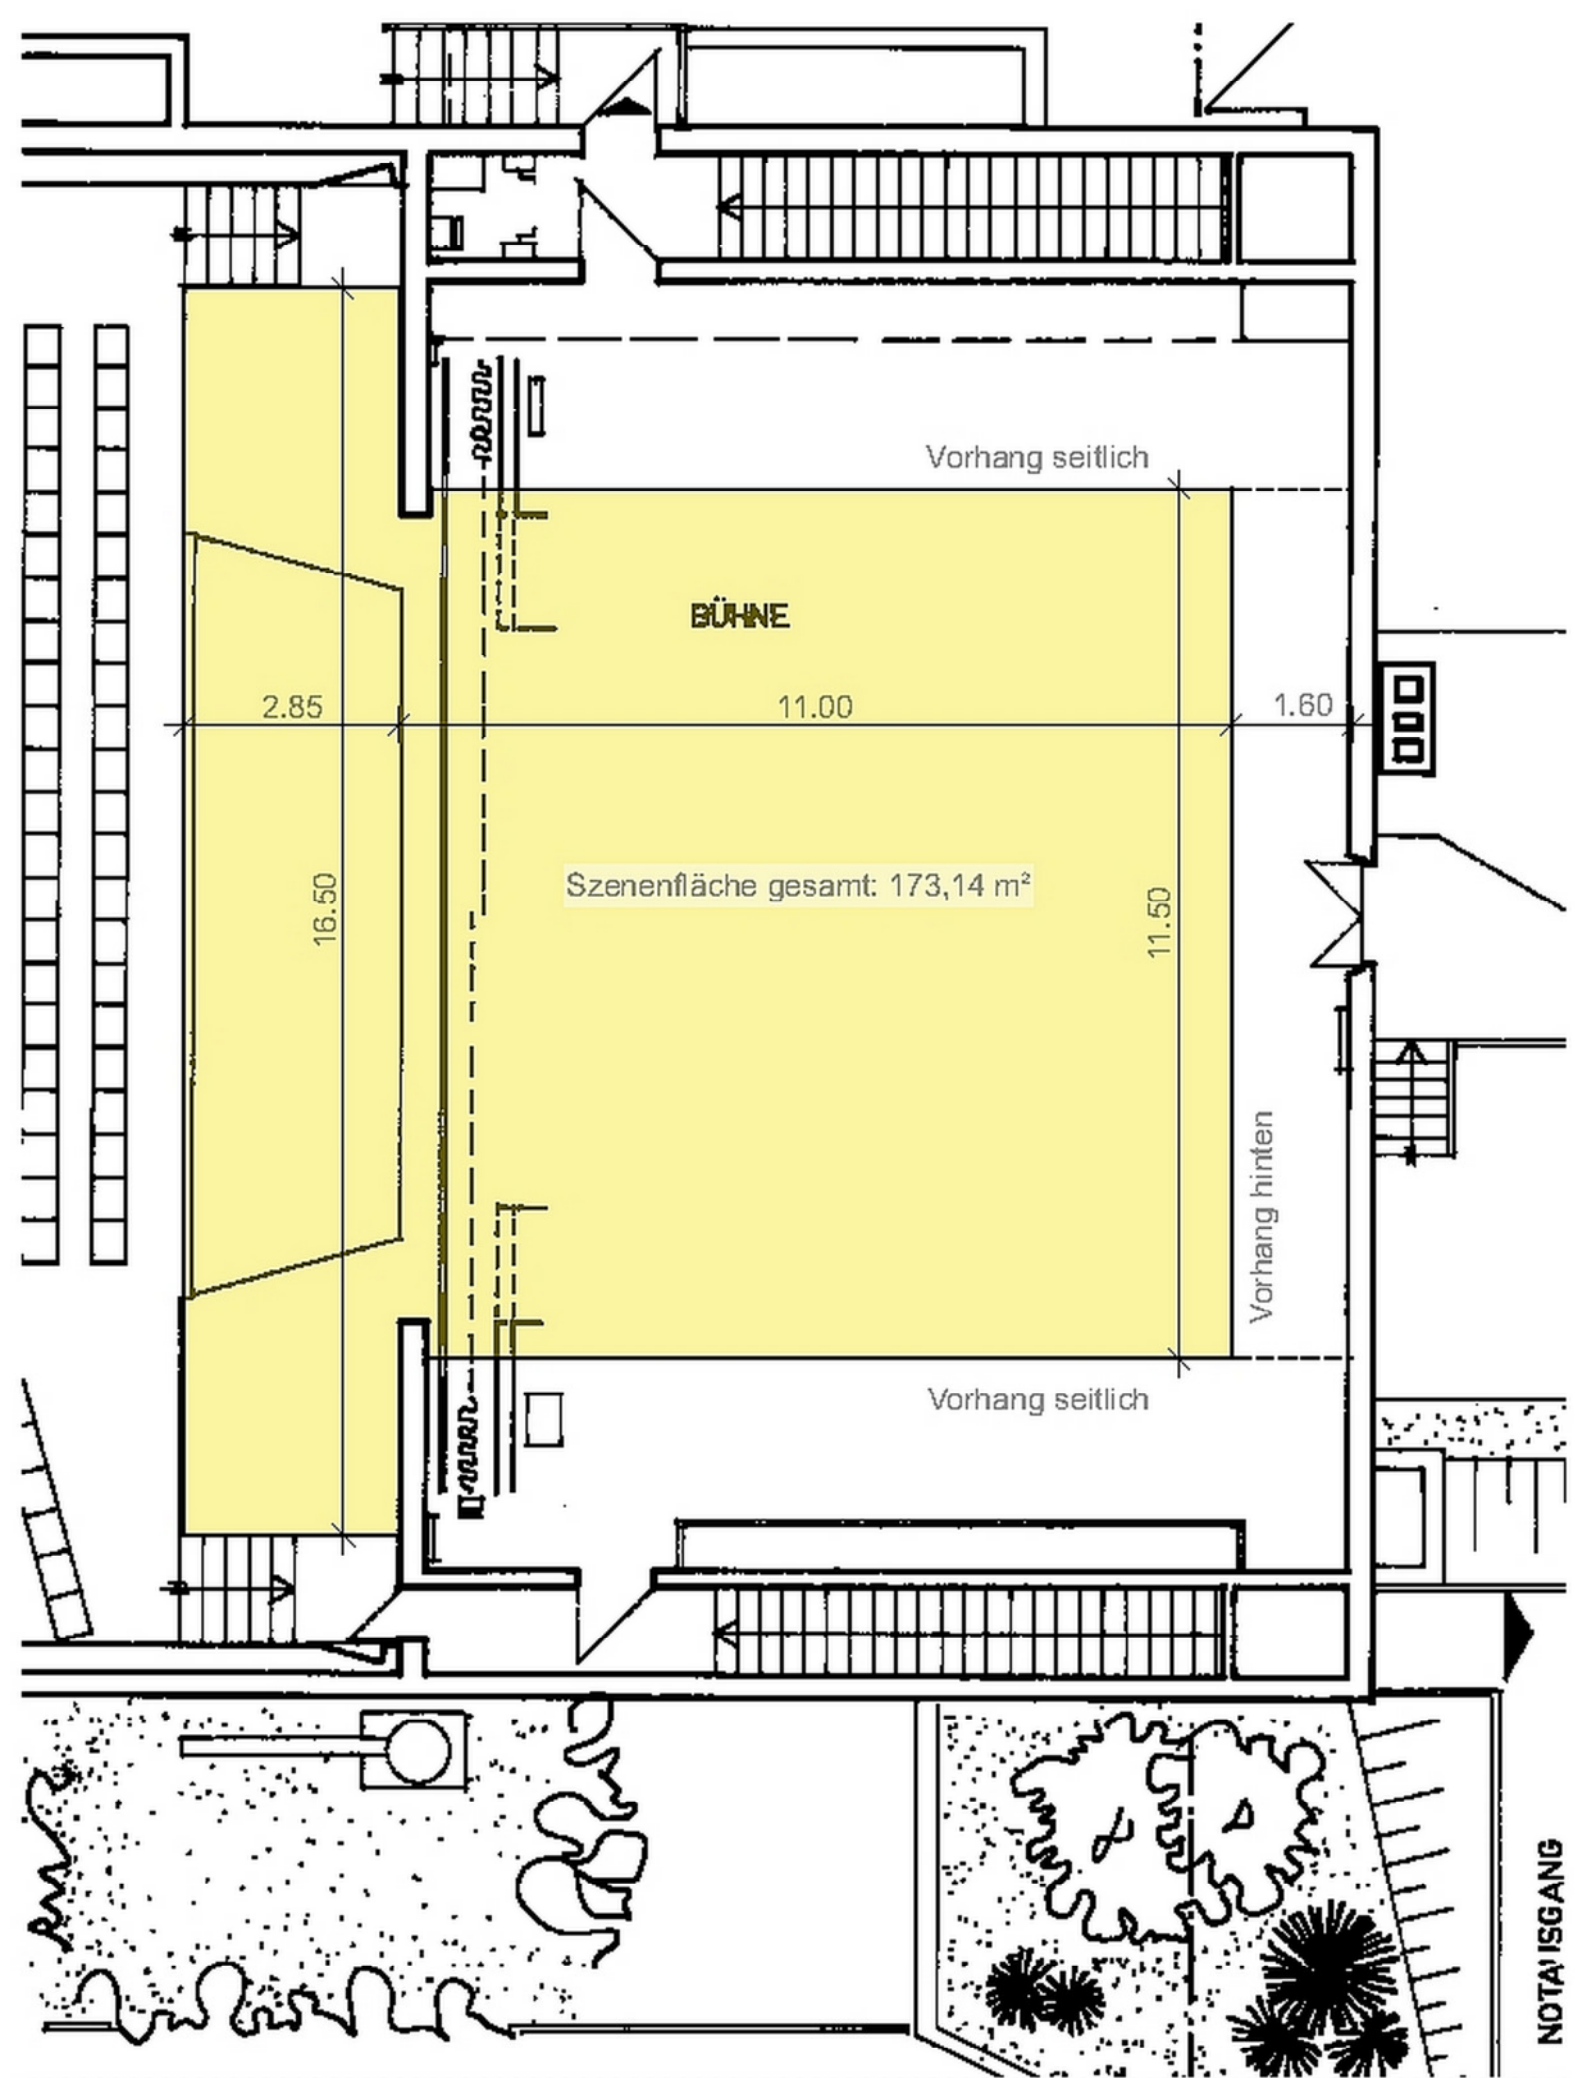 Vorhang seitlich
BÜHNE
2.85
11.00
1.60
Szenenfläche gesamt: 173,14 m²
16.50
11.50
Vorhang hinten
Vorhang seitlich
NOTAUSGANG